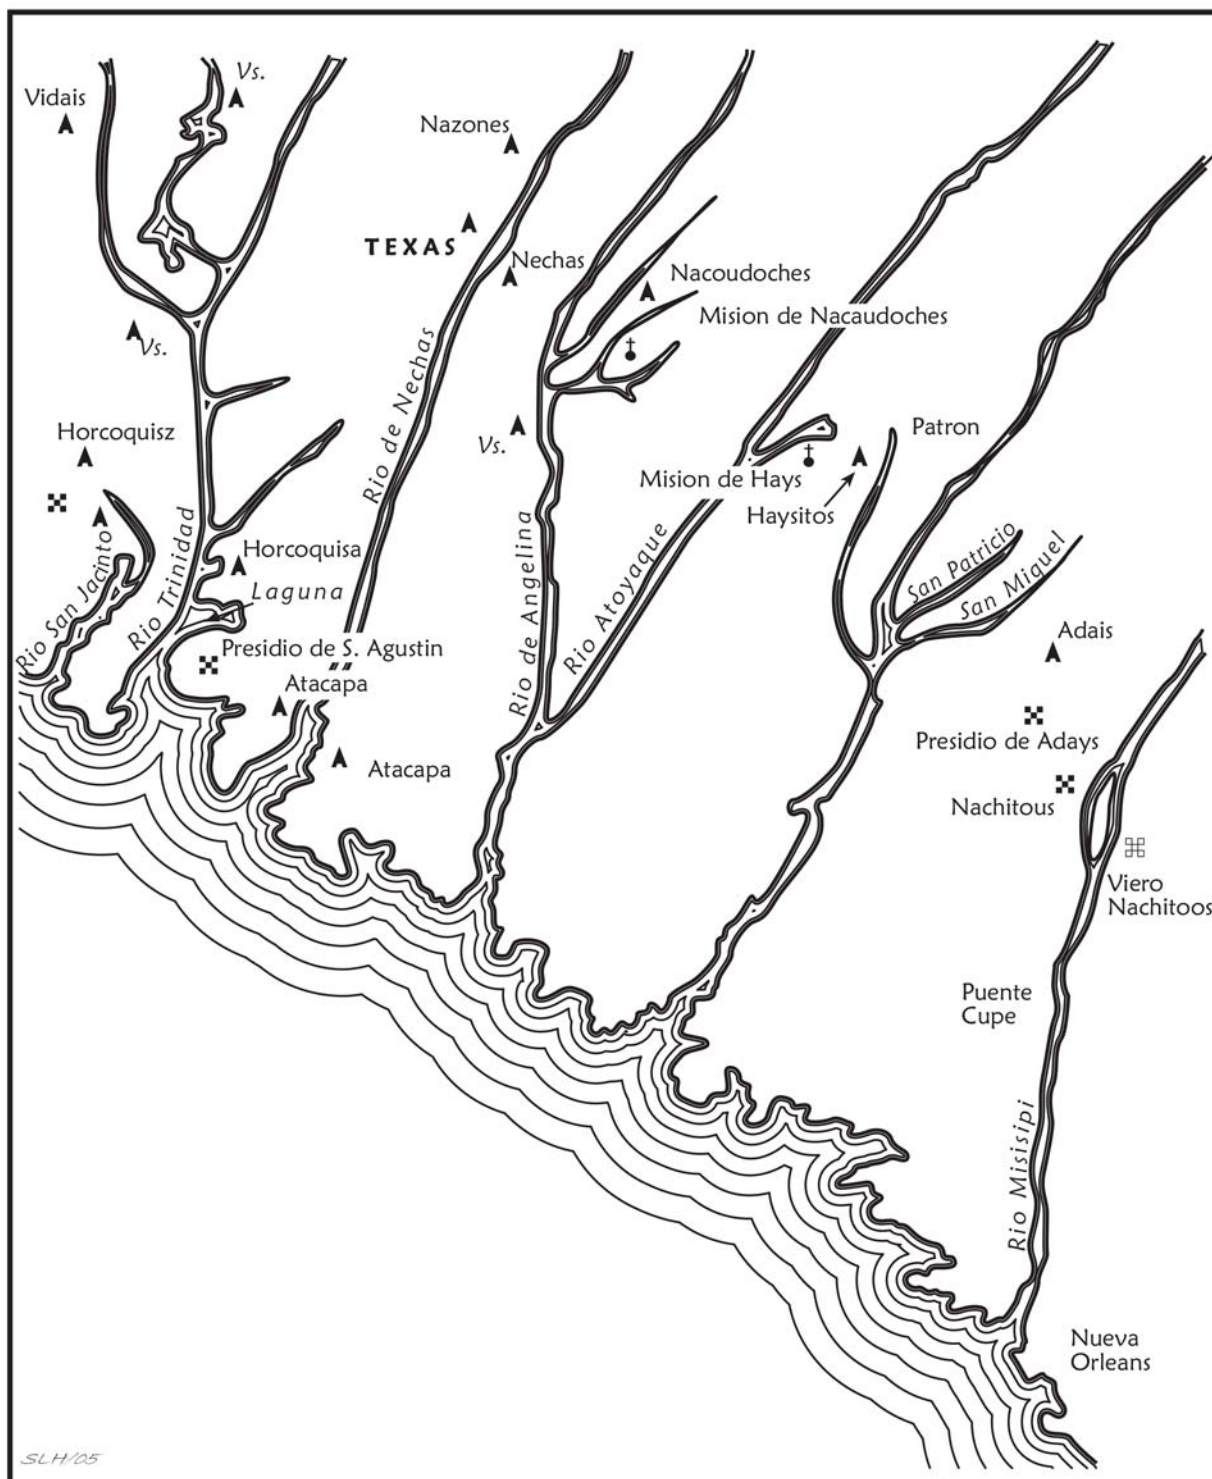 Vs.
Vidais
Nazones
TEXAS
Nechas
Nacoudoches
Mision de Nacaudoches
Vs.
Rio de Nechas
Horcoquisz
Vs.
Patron
Mision de Hays
Haysitos
Rio San Jacinto
Rio Trinidad
Horcoquisa
Laguna
Rio de Angelina
Rio Atoyaque
San Patricio
San Miquel
Presidio de S. Agustin
Adais
Atacapa
Atacapa
Presidio de Adays
Nachitous
Viero
Nachitoos
Puente
Cupe
Rio Misisipi
Nueva
Orleans
SLH/05